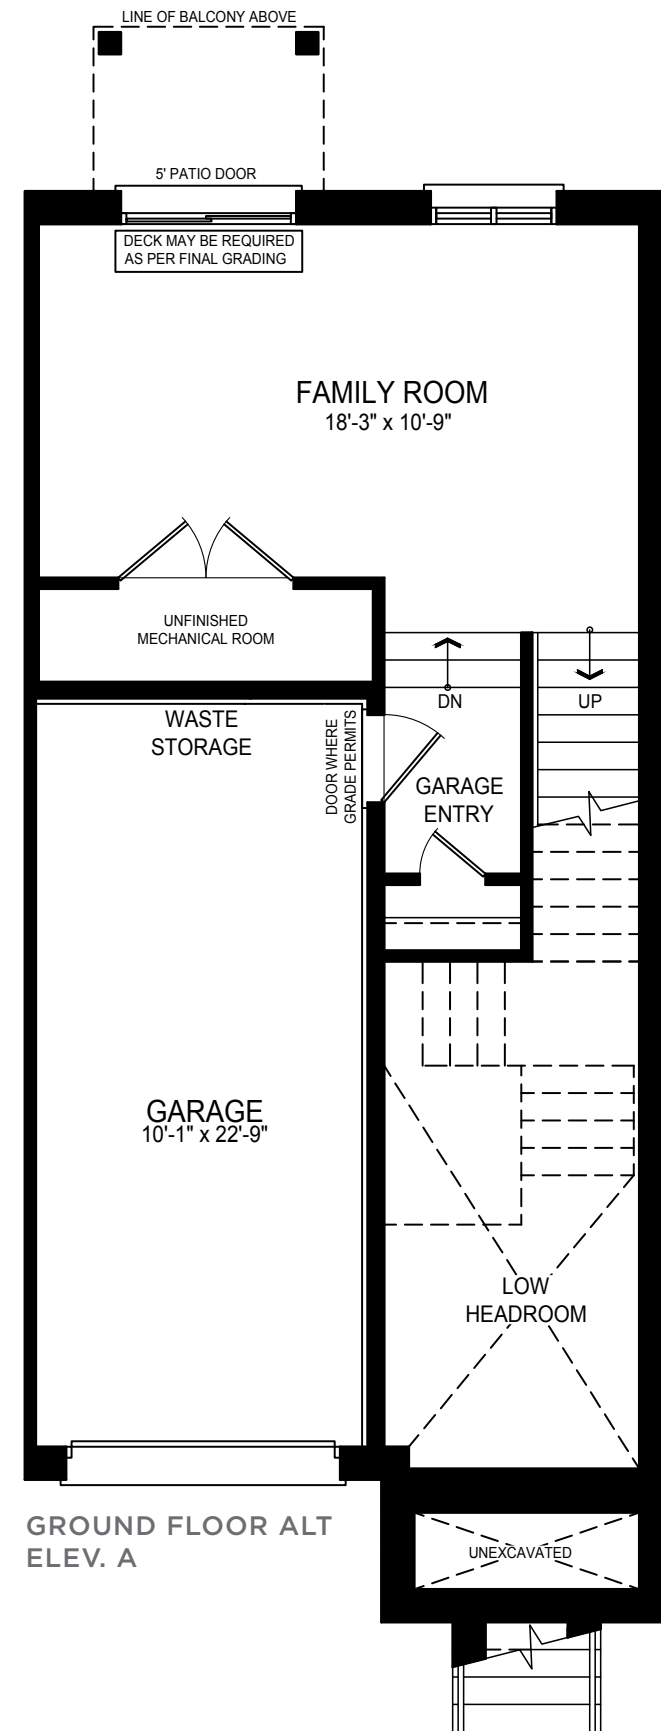 LINE OF BALCONY ABOVE
5' PATIO DOOR
DECK MAY BE REQUIRED
AS PER FINAL GRADING
FAMILY ROOM
18'-3" x 10'-9"
UNFINISHED
MECHANICAL ROOM
DN
UP
WASTE
STORAGE
DOOR WHERE
GRADE PERMITS
GARAGE
ENTRY
GARAGE
10'-1" x 22'-9"
LOW
HEADROOM
GROUND FLOOR ALT
ELEV. A
UNEXCAVATED